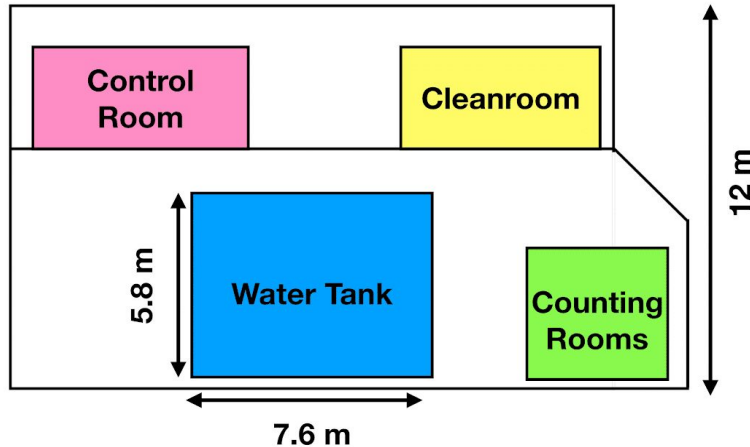 Control
Room
Cleanroom
12 m
5.8 m
Water Tank
Counting
Rooms
7.6 m